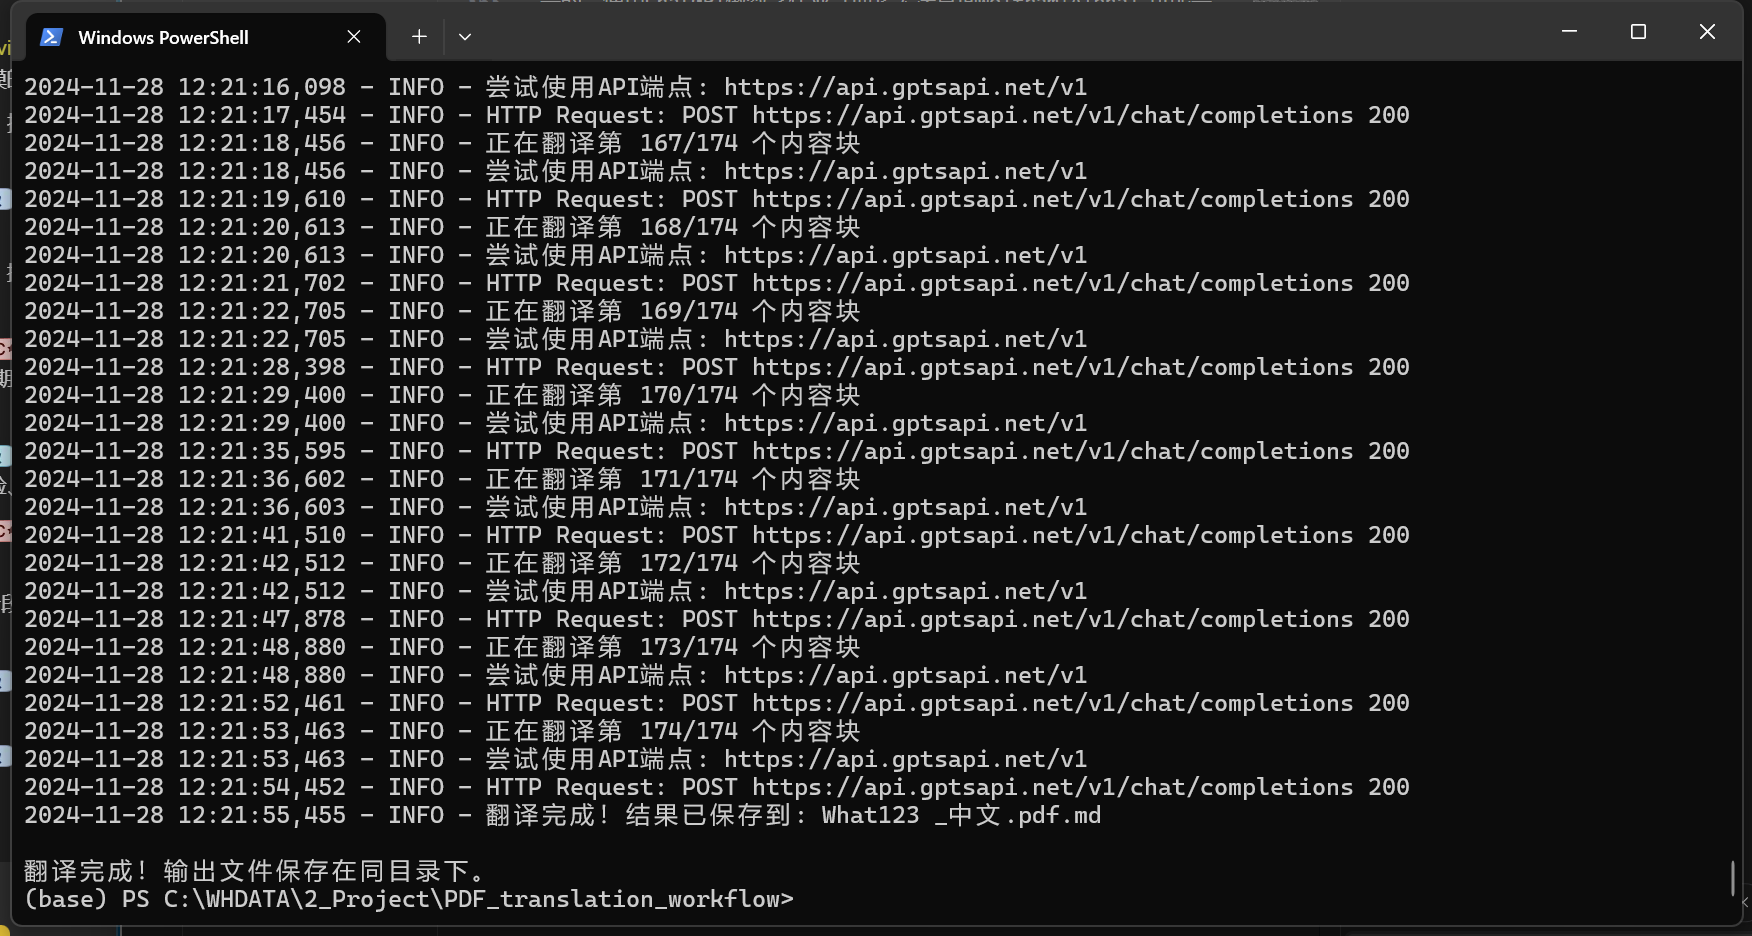 Windows PowerShell
2024-11-28 12:21:16,098 - INFO - 尝试使用API端点: https://api.gptsapi.net/v1
2024-11-28 12:21:17,454 - INFO - HTTP Request: POST https://api.gptsapi.net/v1/chat/completions 200
2024-11-28 12:21:18,456 - INFO - 正在翻译第 167/174 个内容块
2024-11-28 12:21:18,456 - INFO - 尝试使用API端点: https://api.gptsapi.net/v1
2024-11-28 12:21:19,610 - INFO - HTTP Request: POST https://api.gptsapi.net/v1/chat/completions 200
2024-11-28 12:21:20,613 - INFO - 正在翻译第 168/174 个内容块
2024-11-28 12:21:20,613 - INFO - 尝试使用API端点: https://api.gptsapi.net/v1
2024-11-28 12:21:21,702 - INFO - HTTP Request: POST https://api.gptsapi.net/v1/chat/completions 200
2024-11-28 12:21:22,705 - INFO - 正在翻译第 169/174 个内容块
2024-11-28 12:21:22,705 - INFO - 尝试使用API端点: https://api.gptsapi.net/v1
2024-11-28 12:21:28,398 - INFO - HTTP Request: POST https://api.gptsapi.net/v1/chat/completions 200
2024-11-28 12:21:29,400 - INFO - 正在翻译第 170/174 个内容块
2024-11-28 12:21:29,400 - INFO - 尝试使用API端点: https://api.gptsapi.net/v1
2024-11-28 12:21:35,595 - INFO - HTTP Request: POST https://api.gptsapi.net/v1/chat/completions 200
2024-11-28 12:21:36,602 - INFO - 正在翻译第 171/174 个内容块
2024-11-28 12:21:36,603 - INFO - 尝试使用API端点: https://api.gptsapi.net/v1
2024-11-28 12:21:41,510 - INFO - HTTP Request: POST https://api.gptsapi.net/v1/chat/completions 200
2024-11-28 12:21:42,512 - INFO - 正在翻译第 172/174 个内容块
2024-11-28 12:21:42,512 - INFO - 尝试使用API端点: https://api.gptsapi.net/v1
2024-11-28 12:21:47,878 - INFO - HTTP Request: POST https://api.gptsapi.net/v1/chat/completions 200
2024-11-28 12:21:48,880 - INFO - 正在翻译第 173/174 个内容块
2024-11-28 12:21:48,880 - INFO - 尝试使用API端点: https://api.gptsapi.net/v1
2024-11-28 12:21:52,461 - INFO - HTTP Request: POST https://api.gptsapi.net/v1/chat/completions 200
2024-11-28 12:21:53,463 - INFO - 正在翻译第 174/174 个内容块
2024-11-28 12:21:53,463 - INFO - 尝试使用API端点: https://api.gptsapi.net/v1
2024-11-28 12:21:54,452 - INFO - HTTP Request: POST https://api.gptsapi.net/v1/chat/completions 200
2024-11-28 12:21:55,455 - INFO - 翻译完成! 结果已保存到: What123 _中文.pdf.md
翻译完成! 输出文件保存在同目录下。
(base) PS C:\WHDATA\2_Project\PDF_translation_workflow>